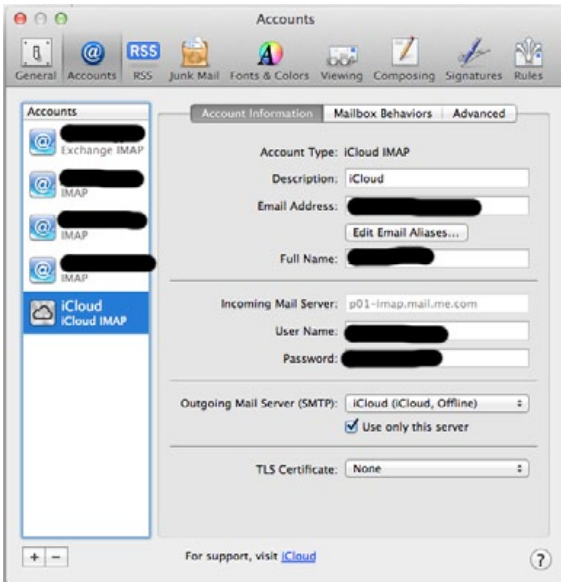 Accounts
RSS
General Accounts RSS Junk Mail Fonts & Colors Viewing Composing Signatures Rules
Accounts
Exchange IMAP
IMAP
IMAP
IMAP
iCloud
iCloud IMAP
Account Information Mailbox Behaviors Advanced
Account Type: iCloud IMAP
Description: iCloud
Email Address:
Edit Email Aliases...
Full Name:
Incoming Mail Server: p01-imap.mail.me.com
User Name:
Password:
Outgoing Mail Server (SMTP): iCloud (iCloud, Offline)
Use only this server
TLS Certificate: None
+ −
For support, visit iCloud
?